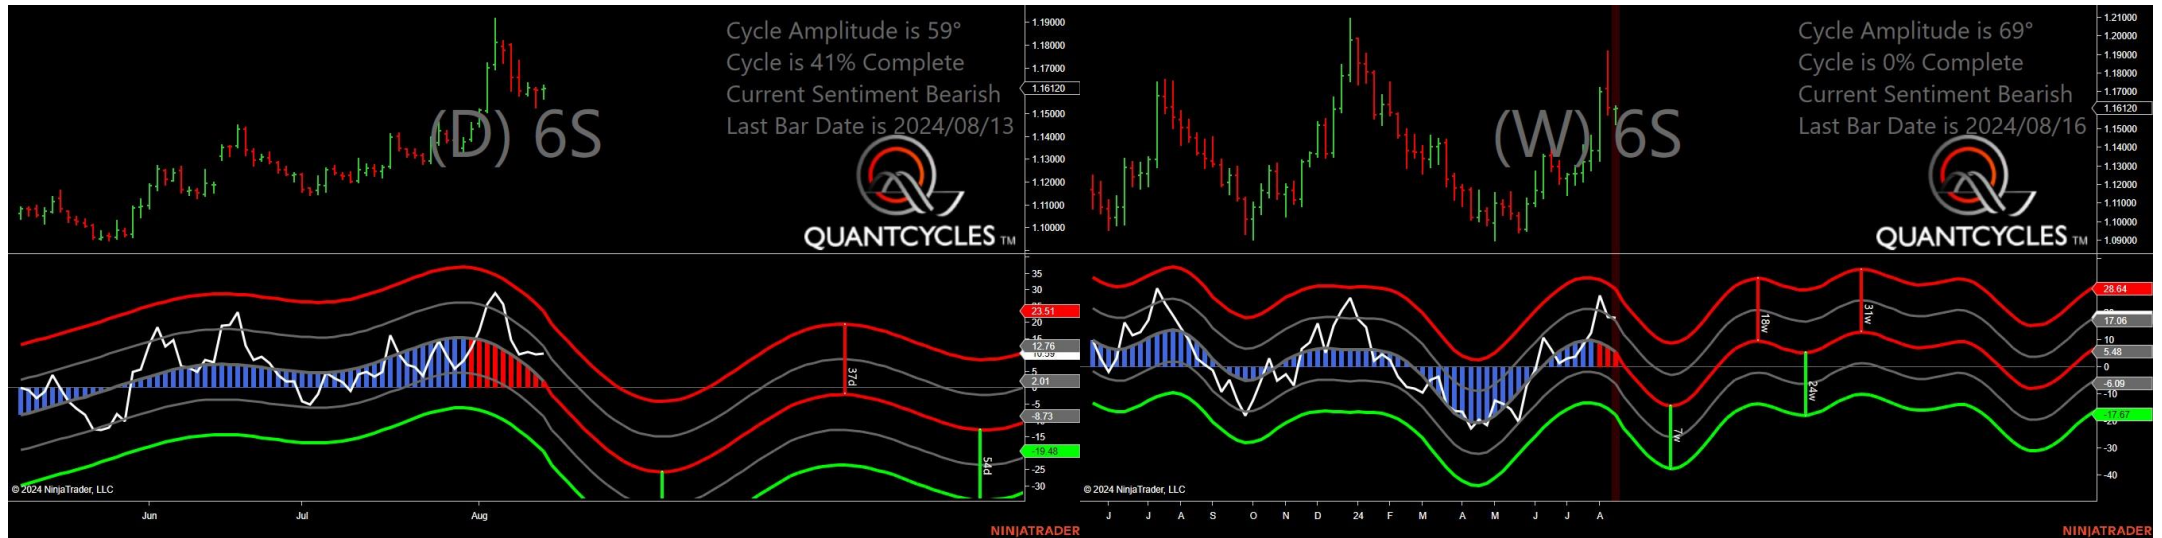 Cycle Amplitude is 59°
Cycle is 41% Complete
Current Sentiment Bearish
Last Bar Date is 2024/08/13
(D) 6S
QUANTCYCLES TM
1.19000
1.18000
1.17000
1.16120
1.15000
1.14000
1.13000
1.12000
1.11000
1.10000
35
30
23.51
20
12.76
10.59
5
2.01
-5
-8.73
-15
-19.48
-25
-30
37d
54d
© 2024 NinjaTrader, LLC
Jun
Jul
Aug
NINJATRADER
Cycle Amplitude is 69°
Cycle is 0% Complete
Current Sentiment Bearish
Last Bar Date is 2024/08/16
(W) 6S
QUANTCYCLES TM
1.21000
1.20000
1.19000
1.18000
1.17000
1.16120
1.15000
1.14000
1.13000
1.12000
1.11000
1.10000
1.09000
28.64
17.06
10
5.48
0
-6.09
-10
-17.67
-30
-40
18w
31w
24w
7w
© 2024 NinjaTrader, LLC
J J A S O N D 24 F M A M J J A
NINJATRADER